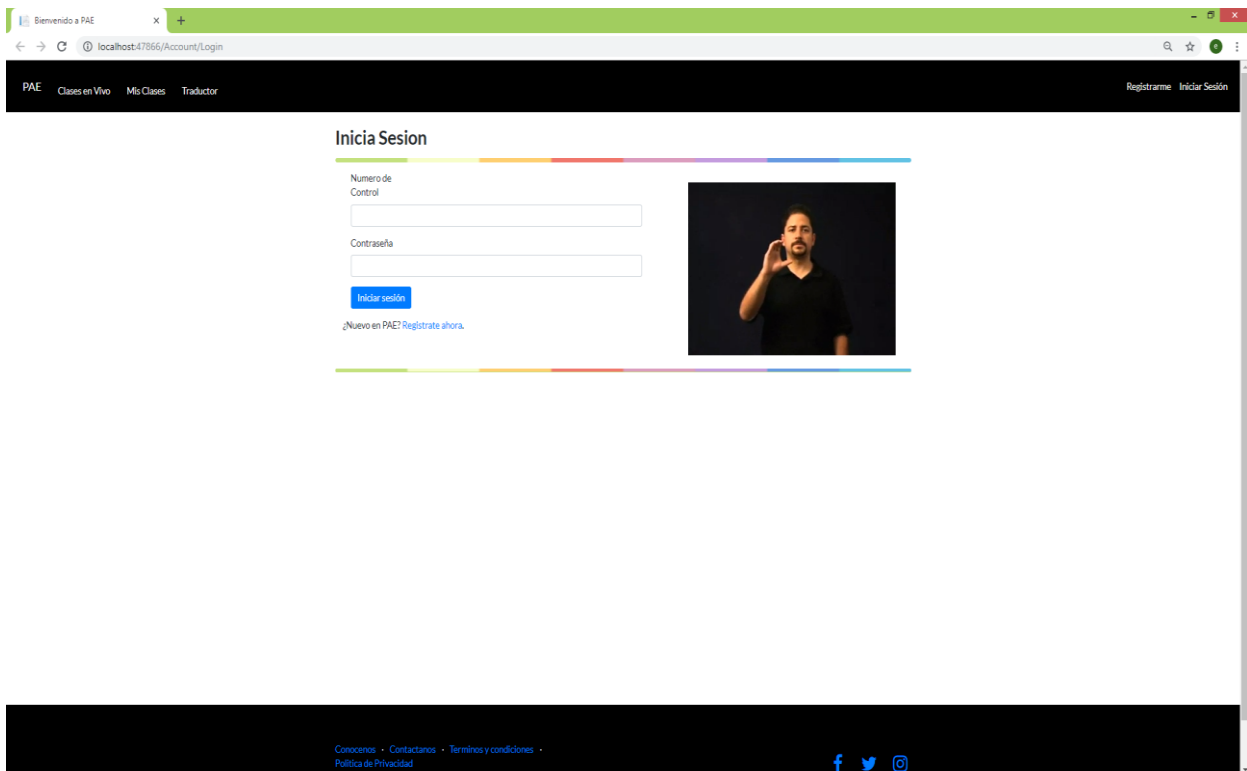 Bienvenido a PAE
localhost:47866/Account/Login
e
PAE Clases en Vivo Mis Clases Traductor Registrarme Iniciar Sesión
Inicia Sesion
Numero de
Control
Contraseña
Iniciar sesión
¿Nuevo en PAE? Registrate ahora.
Conocenos · Contactanos · Terminos y condiciones ·
Politica de Privacidad